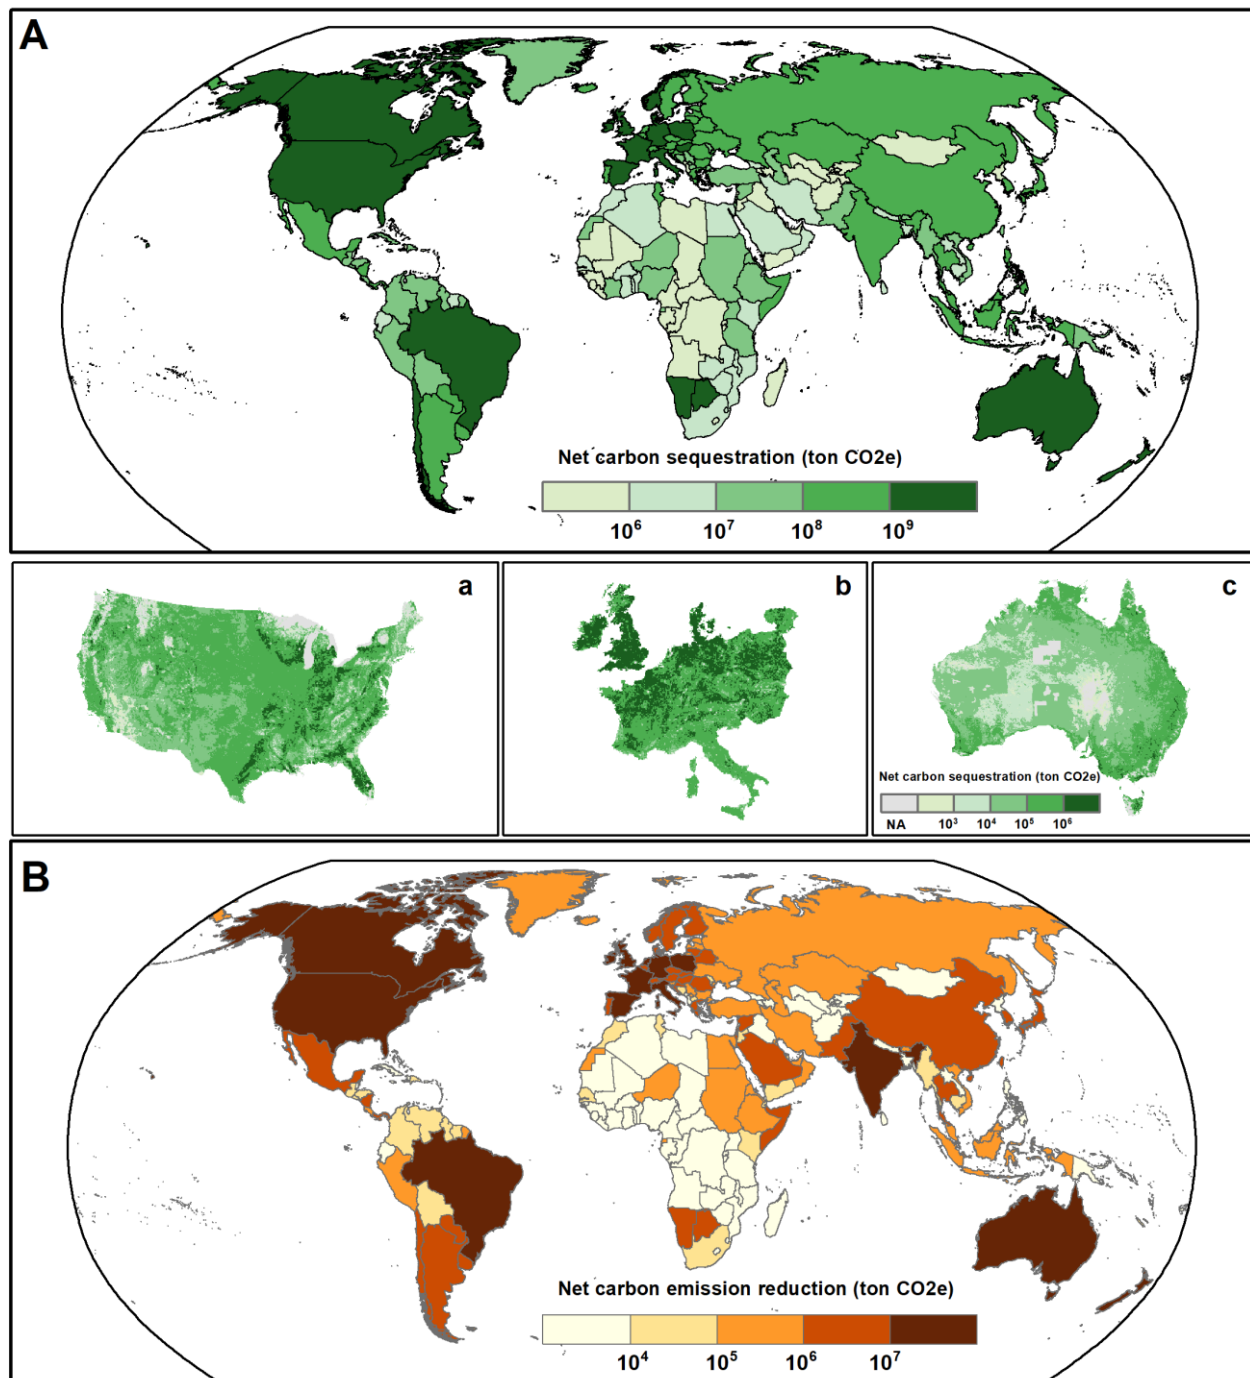 A
Net carbon sequestration (ton CO2e)
10⁶ 10⁷ 10⁸ 10⁹
a
b
c
Net carbon sequestration (ton CO2e)
NA 10³ 10⁴ 10⁵ 10⁶
B
Net carbon emission reduction (ton CO2e)
10⁴ 10⁵ 10⁶ 10⁷